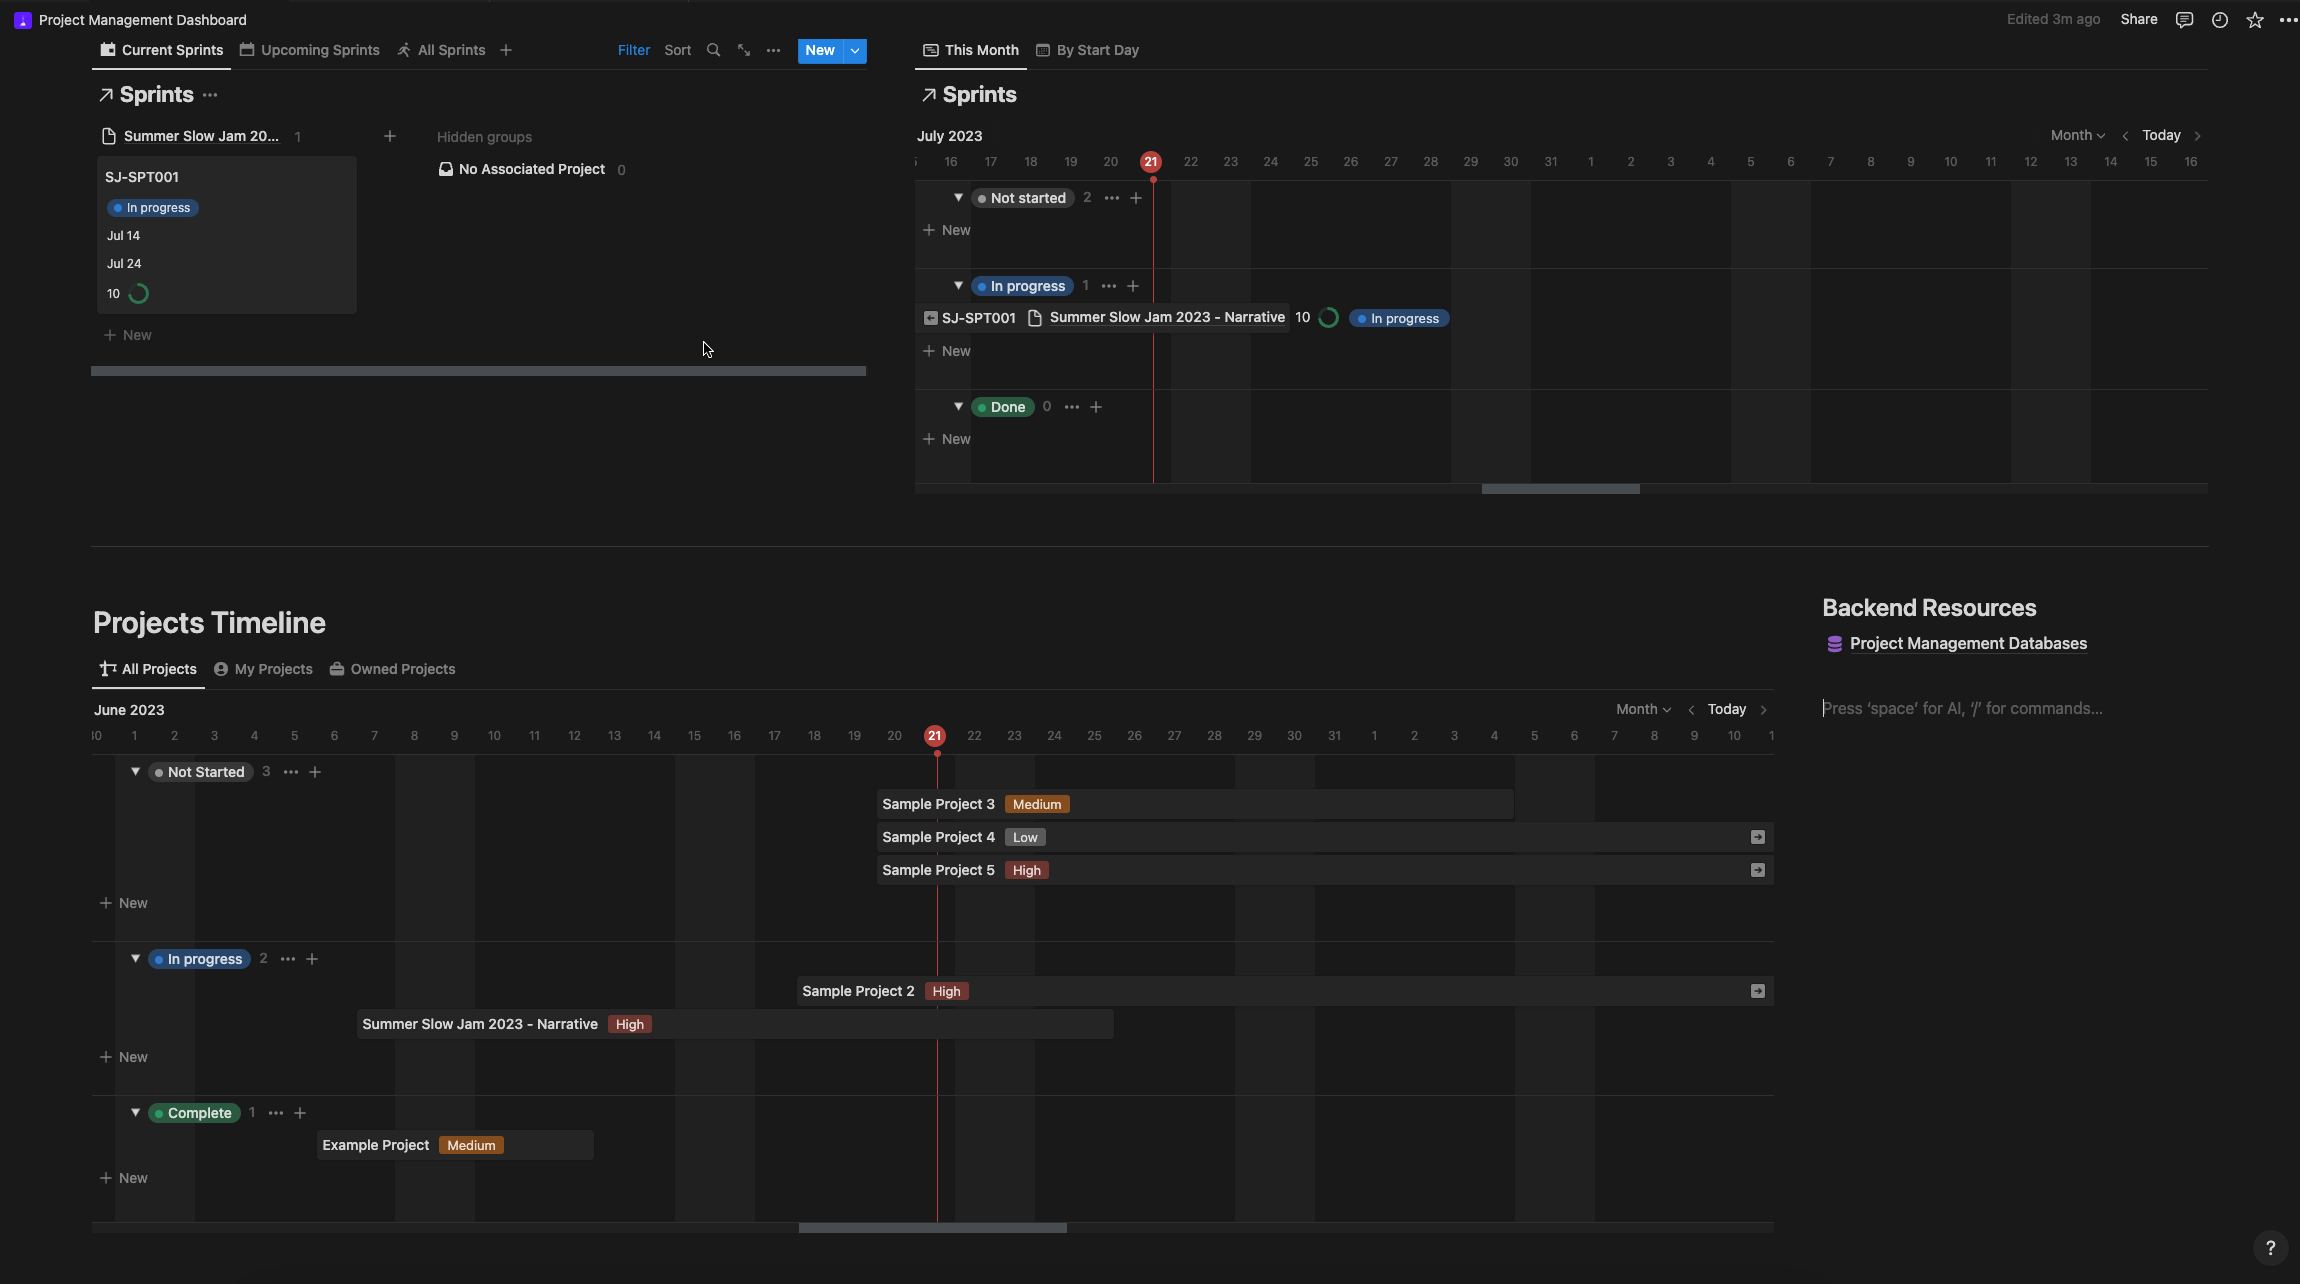 Project Management Dashboard
Edited 3m ago Share
Current Sprints Upcoming Sprints All Sprints
Filter Sort New
Sprints
Summer Slow Jam 20... 1
Hidden groups
No Associated Project 0
SJ-SPT001
In progress
Jul 14
Jul 24
10
New
This Month By Start Day
Sprints
July 2023
Month Today
16 17 18 19 20 21 22 23 24 25 26 27 28 29 30 31 1 2 3 4 5 6 7 8 9 10 11 12 13 14 15 16
Not started 2
New
In progress 1
SJ-SPT001 Summer Slow Jam 2023 - Narrative 10 In progress
New
Done 0
New
Projects Timeline
All Projects My Projects Owned Projects
June 2023
Month Today
30 1 2 3 4 5 6 7 8 9 10 11 12 13 14 15 16 17 18 19 20 21 22 23 24 25 26 27 28 29 30 31 1 2 3 4 5 6 7 8 9 10 1
Not Started 3
Sample Project 3 Medium
Sample Project 4 Low
Sample Project 5 High
New
In progress 2
Sample Project 2 High
Summer Slow Jam 2023 - Narrative High
New
Complete 1
Example Project Medium
New
Backend Resources
Project Management Databases
Press ‘space’ for AI, ‘/’ for commands...
?